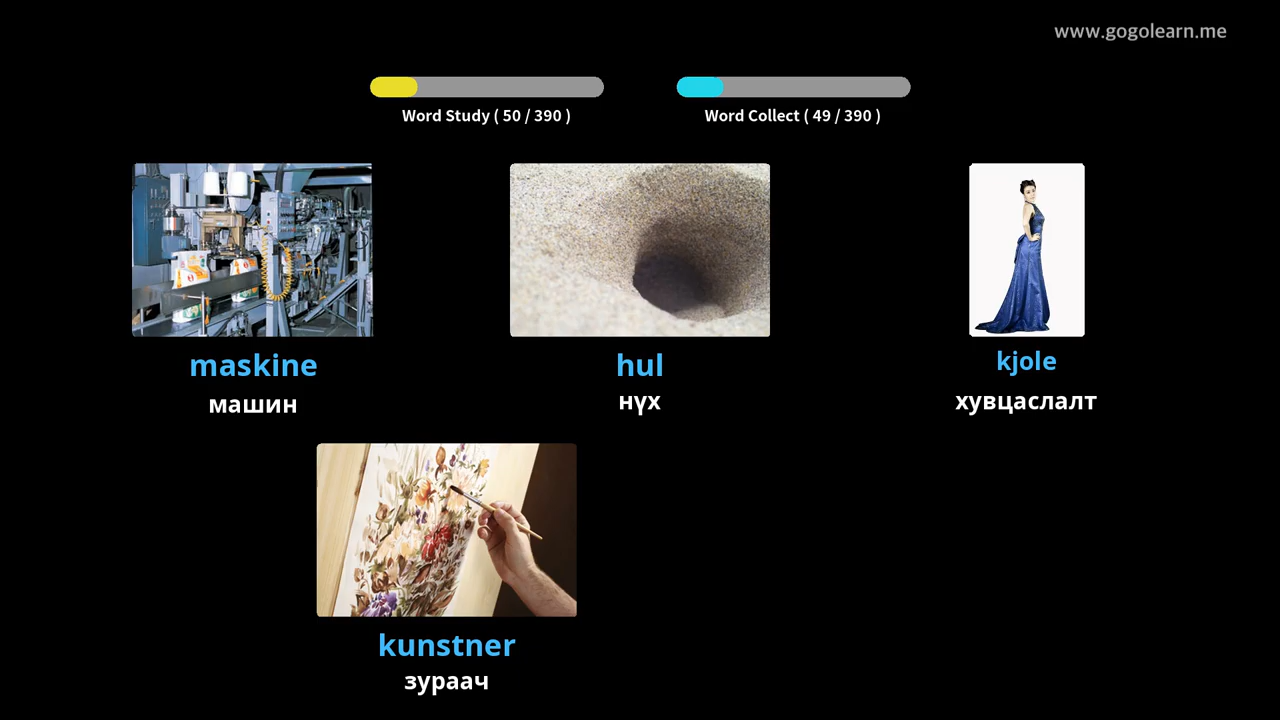 www.gogolearn.me
Word Study ( 50 / 390 )
Word Collect ( 49 / 390 )
maskine
машин
hul
нүх
kjole
хувцаслалт
kunstner
зураач